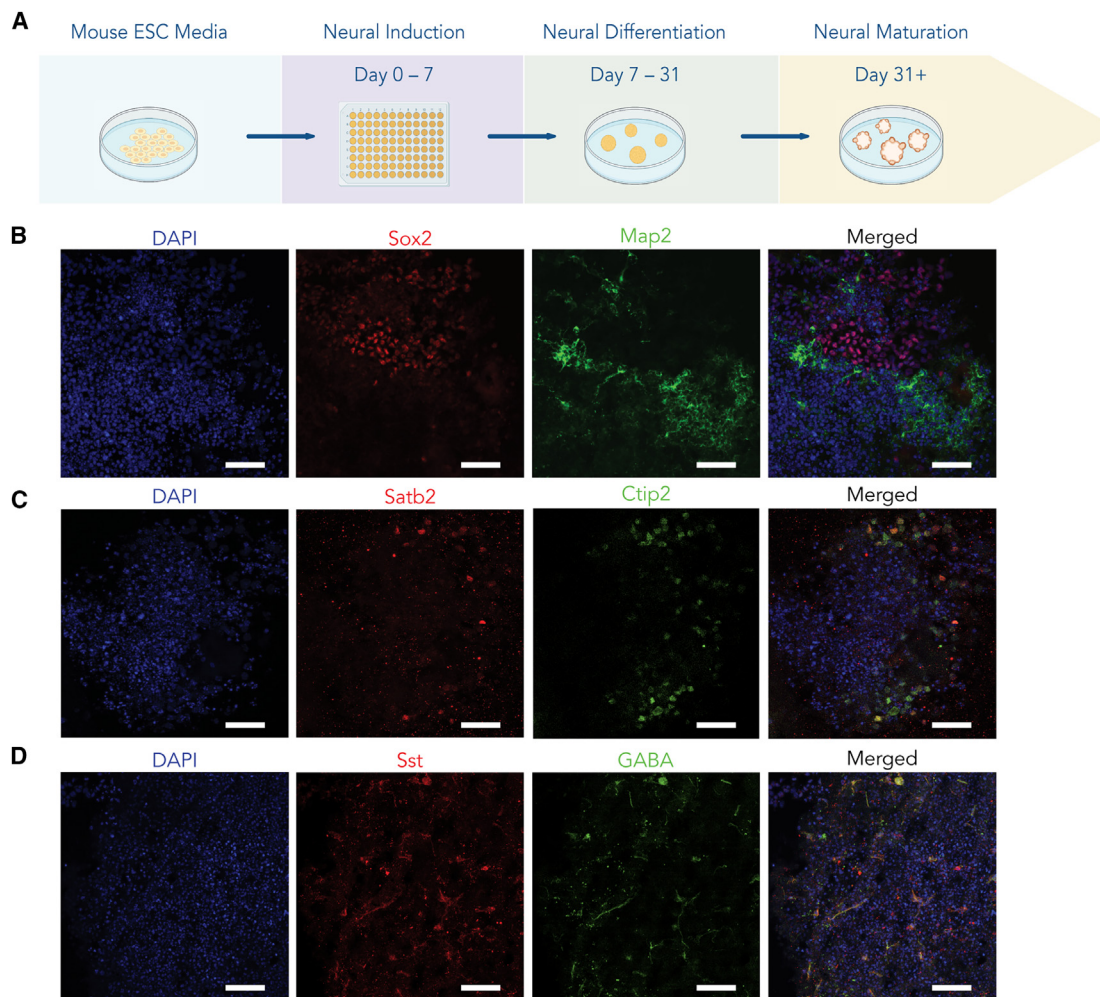 A
Mouse ESC Media
Neural Induction
Neural Differentiation
Neural Maturation
Day 0 – 7
Day 7 – 31
Day 31+
B
DAPI
Sox2
Map2
Merged
C
DAPI
Satb2
Ctip2
Merged
D
DAPI
Sst
GABA
Merged